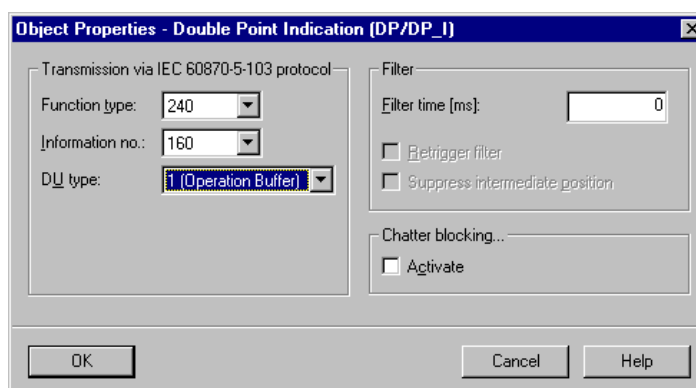 Object Properties - Double Point Indication (DP/DP_I)
Transmission via IEC 60870-5-103 protocol
Function type: 240
Information no.: 160
DU type: 1 (Operation Buffer)
Filter
Filter time [ms]: 0
Retrigger filter
Suppress intermediate position
Chatter blocking...
Activate
OK Cancel Help